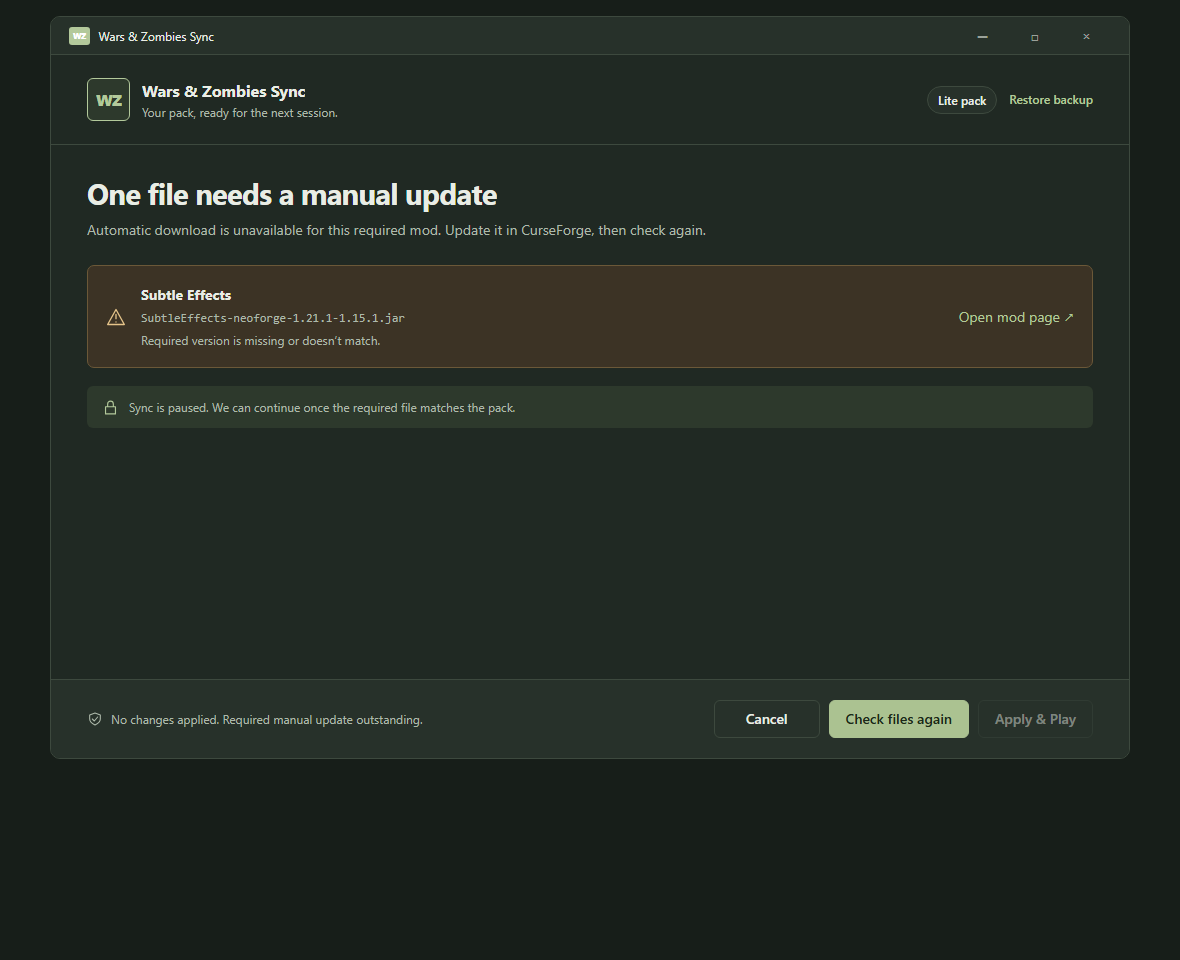 WZ Wars & Zombies Sync
WZ
Wars & Zombies Sync
Your pack, ready for the next session.
Lite pack
Restore backup
One file needs a manual update
Automatic download is unavailable for this required mod. Update it in CurseForge, then check again.
Subtle Effects
SubtleEffects-neoforge-1.21.1-1.15.1.jar
Required version is missing or doesn’t match.
Open mod page ↗
Sync is paused. We can continue once the required file matches the pack.
No changes applied. Required manual update outstanding.
Cancel
Check files again
Apply & Play